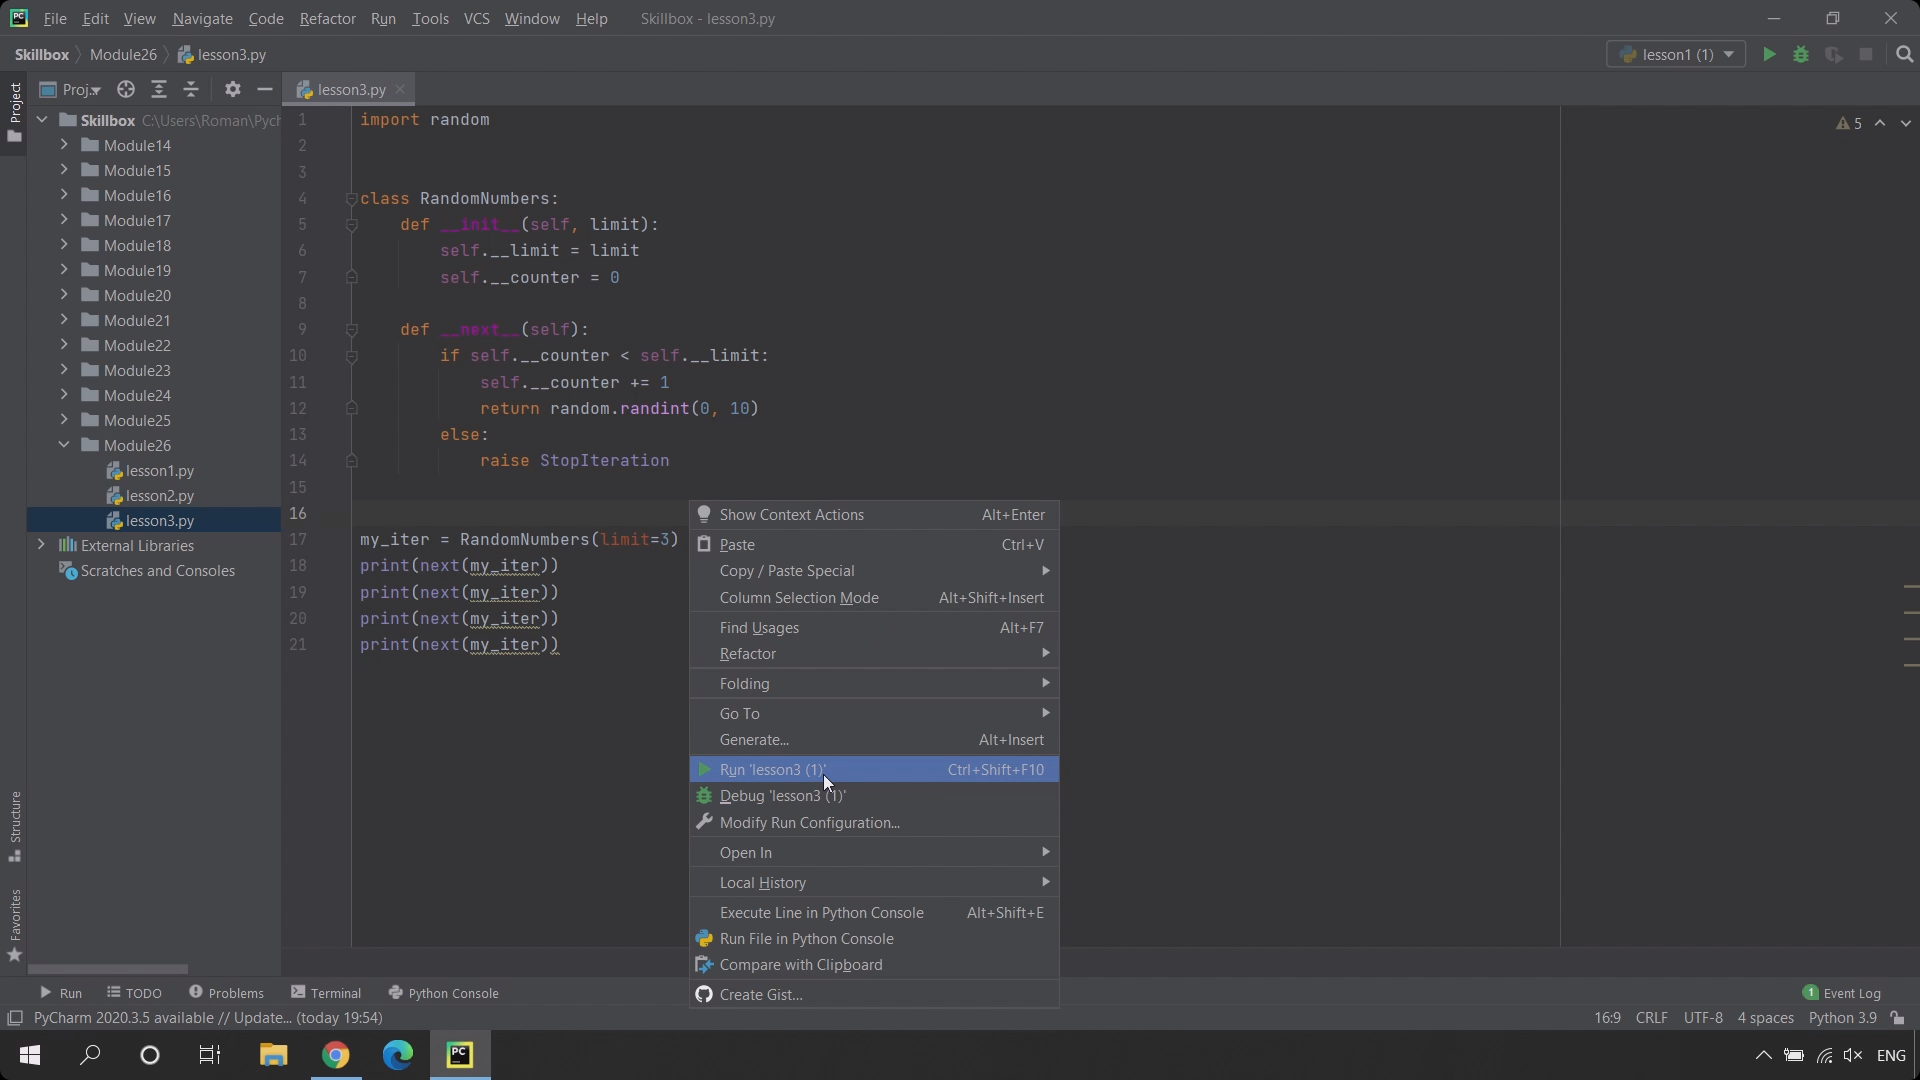 PC File Edit View Navigate Code Refactor Run Tools VCS Window Help Skillbox - lesson3.py
Skillbox Module26 lesson3.py lesson1 (1)
Project
Proj... lesson3.py
Skillbox C:\Users\Roman\Pych
Module14
Module15
Module16
Module17
Module18
Module19
Module20
Module21
Module22
Module23
Module24
Module25
Module26
lesson1.py
lesson2.py
lesson3.py
External Libraries
Scratches and Consoles
Structure
Favorites
5
1 import random
2
3
4 class RandomNumbers:
5     def __init__(self, limit):
6         self.__limit = limit
7         self.__counter = 0
8
9     def __next__(self):
10         if self.__counter < self.__limit:
11             self.__counter += 1
12             return random.randint(0, 10)
13         else:
14             raise StopIteration
15
16
17 my_iter = RandomNumbers(limit=3)
18 print(next(my_iter))
19 print(next(my_iter))
20 print(next(my_iter))
21 print(next(my_iter))
Show Context Actions Alt+Enter
Paste Ctrl+V
Copy / Paste Special
Column Selection Mode Alt+Shift+Insert
Find Usages Alt+F7
Refactor
Folding
Go To
Generate... Alt+Insert
Run 'lesson3 (1)' Ctrl+Shift+F10
Debug 'lesson3 (1)'
Modify Run Configuration...
Open In
Local History
Execute Line in Python Console Alt+Shift+E
Run File in Python Console
Compare with Clipboard
Create Gist...
Run TODO Problems Terminal Python Console 1 Event Log
PyCharm 2020.3.5 available // Update... (today 19:54) 16:9 CRLF UTF-8 4 spaces Python 3.9
PC ENG